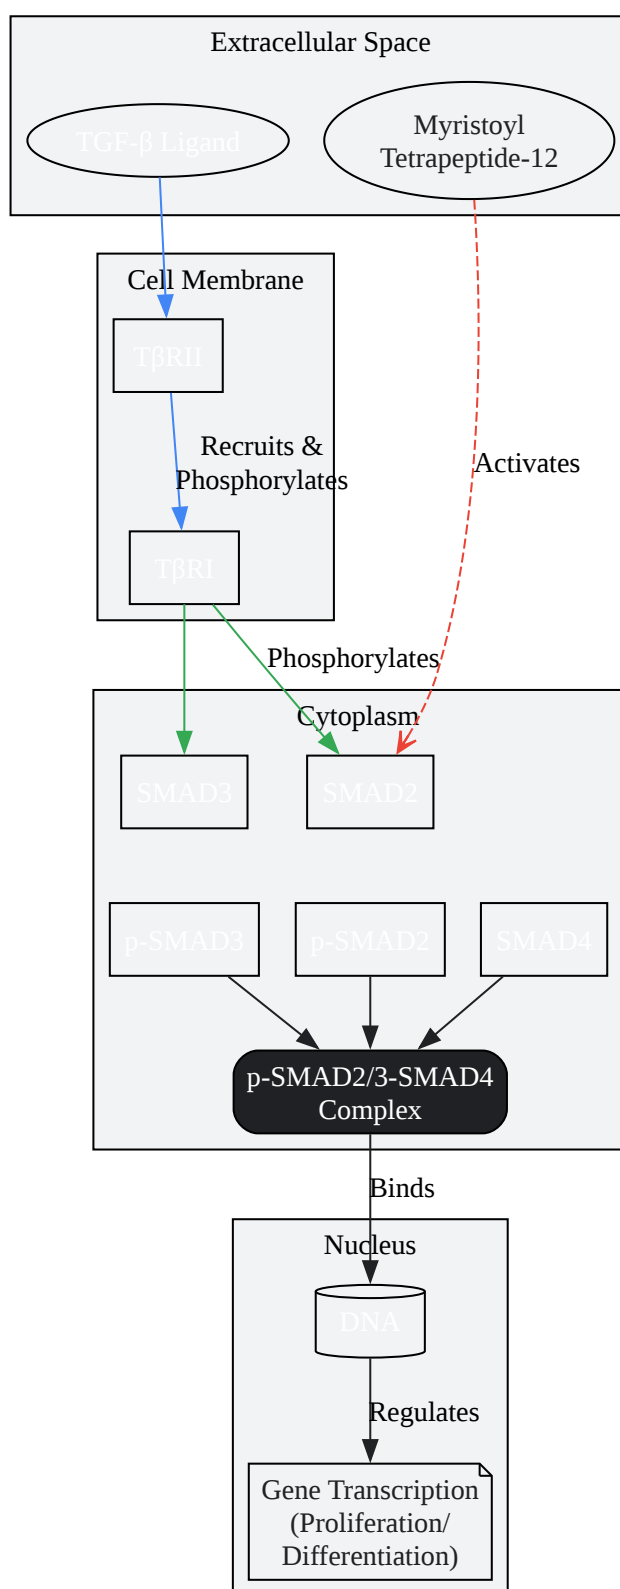 Extracellular Space
TGF-β Ligand
Myristoyl
Tetrapeptide-12
Cell Membrane
TβRII
Recruits &
Phosphorylates
Activates
TβRI
Phosphorylates
Cytoplasm
SMAD3
SMAD2
p-SMAD3
p-SMAD2
SMAD4
p-SMAD2/3-SMAD4
Complex
Binds
Nucleus
DNA
Regulates
Gene Transcription
(Proliferation/
Differentiation)